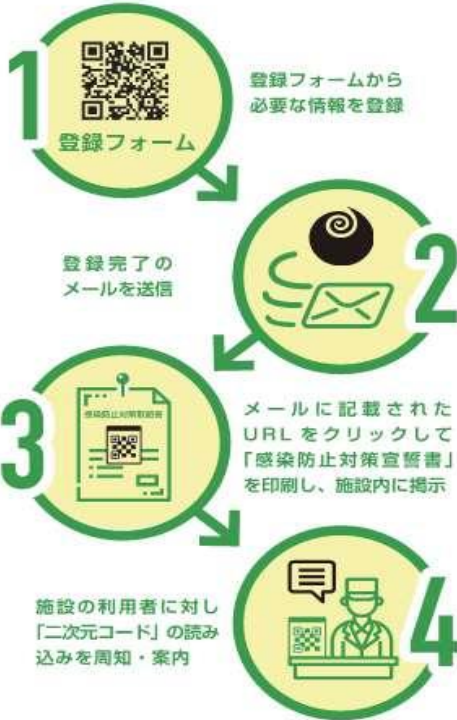 1
登録フォーム
登録フォームから
必要な情報を登録
2
登録完了の
メールを送信
3
メールに記載された
URLをクリックして
「感染防止対策宣誓書」
を印刷し、施設内に掲示
4
施設の利用者に対し
「二次元コード」の読み
込みを周知・案内